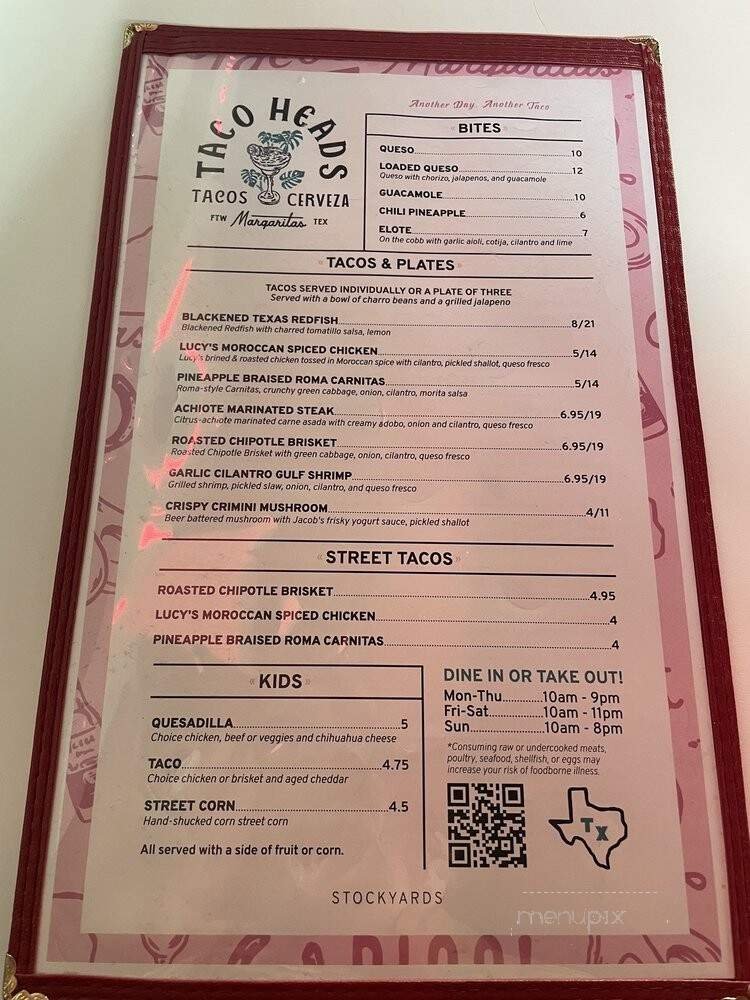 Margaritas
TACO HEADS
TACOS CERVEZA
FTW Margaritas TEX
Another Day, Another Taco
«BITES»
QUESO 10
LOADED QUESO 12
Queso with chorizo, jalapenos, and guacamole
GUACAMOLE 10
CHILI PINEAPPLE 6
ELOTE 7
On the cobb with garlic aioli, cotija, cilantro and lime
«TACOS & PLATES»
TACOS SERVED INDIVIDUALLY OR A PLATE OF THREE
Served with a bowl of charro beans and a grilled jalapeno
BLACKENED TEXAS REDFISH 8/21
Blackened Redfish with charred tomatillo salsa, lemon
LUCY'S MOROCCAN SPICED CHICKEN 5/14
Lucy's brined & roasted chicken tossed in Moroccan spice with cilantro, pickled shallot, queso fresco
PINEAPPLE BRAISED ROMA CARNITAS 5/14
Roma-style Carnitas, crunchy green cabbage, onion, cilantro, morita salsa
ACHIOTE MARINATED STEAK 6.95/19
Citrus-achiote marinated carne asada with creamy adobo, onion and cilantro, queso fresco
ROASTED CHIPOTLE BRISKET 6.95/19
Roasted Chipotle Brisket with green cabbage, onion, cilantro, queso fresco
GARLIC CILANTRO GULF SHRIMP 6.95/19
Grilled shrimp, pickled slaw, onion, cilantro, and queso fresco
CRISPY CRIMINI MUSHROOM 4/11
Beer battered mushroom with Jacob's frisky yogurt sauce, pickled shallot
«STREET TACOS»
ROASTED CHIPOTLE BRISKET 4.95
LUCY'S MOROCCAN SPICED CHICKEN 4
PINEAPPLE BRAISED ROMA CARNITAS 4
«KIDS»
QUESADILLA 5
Choice chicken, beef or veggies and chihuahua cheese
TACO 4.75
Choice chicken or brisket and aged cheddar
STREET CORN 4.5
Hand-shucked corn street corn
All served with a side of fruit or corn.
DINE IN OR TAKE OUT!
Mon-Thu 10am - 9pm
Fri-Sat 10am - 11pm
Sun 10am - 8pm
*Consuming raw or undercooked meats,
poultry, seafood, shellfish, or eggs may
increase your risk of foodborne illness.
TX
STOCKYARDS
menupix